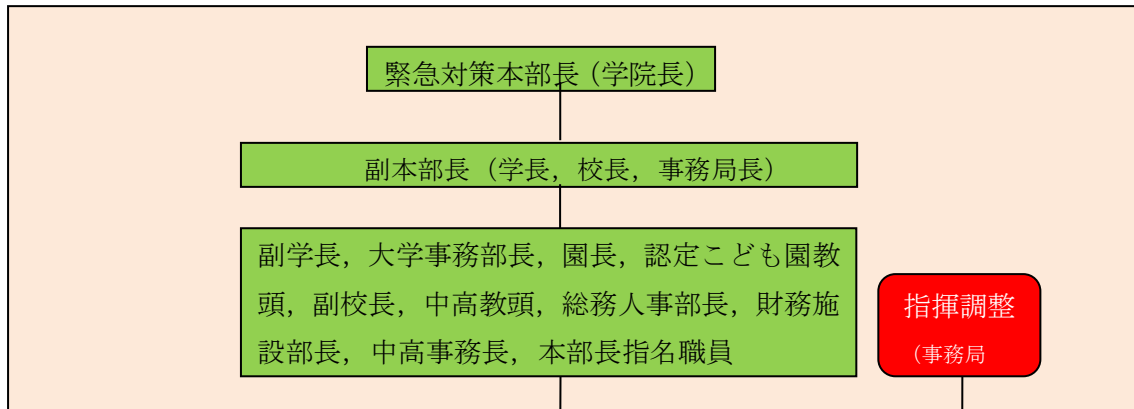 緊急対策本部長（学院長）
副本部長（学長，校長，事務局長）
副学長，大学事務部長，園長，認定こども園教
頭，副校長，中高教頭，総務人事部長，財務施
設部長，中高事務長，本部長指名職員
指揮調整
（事務局